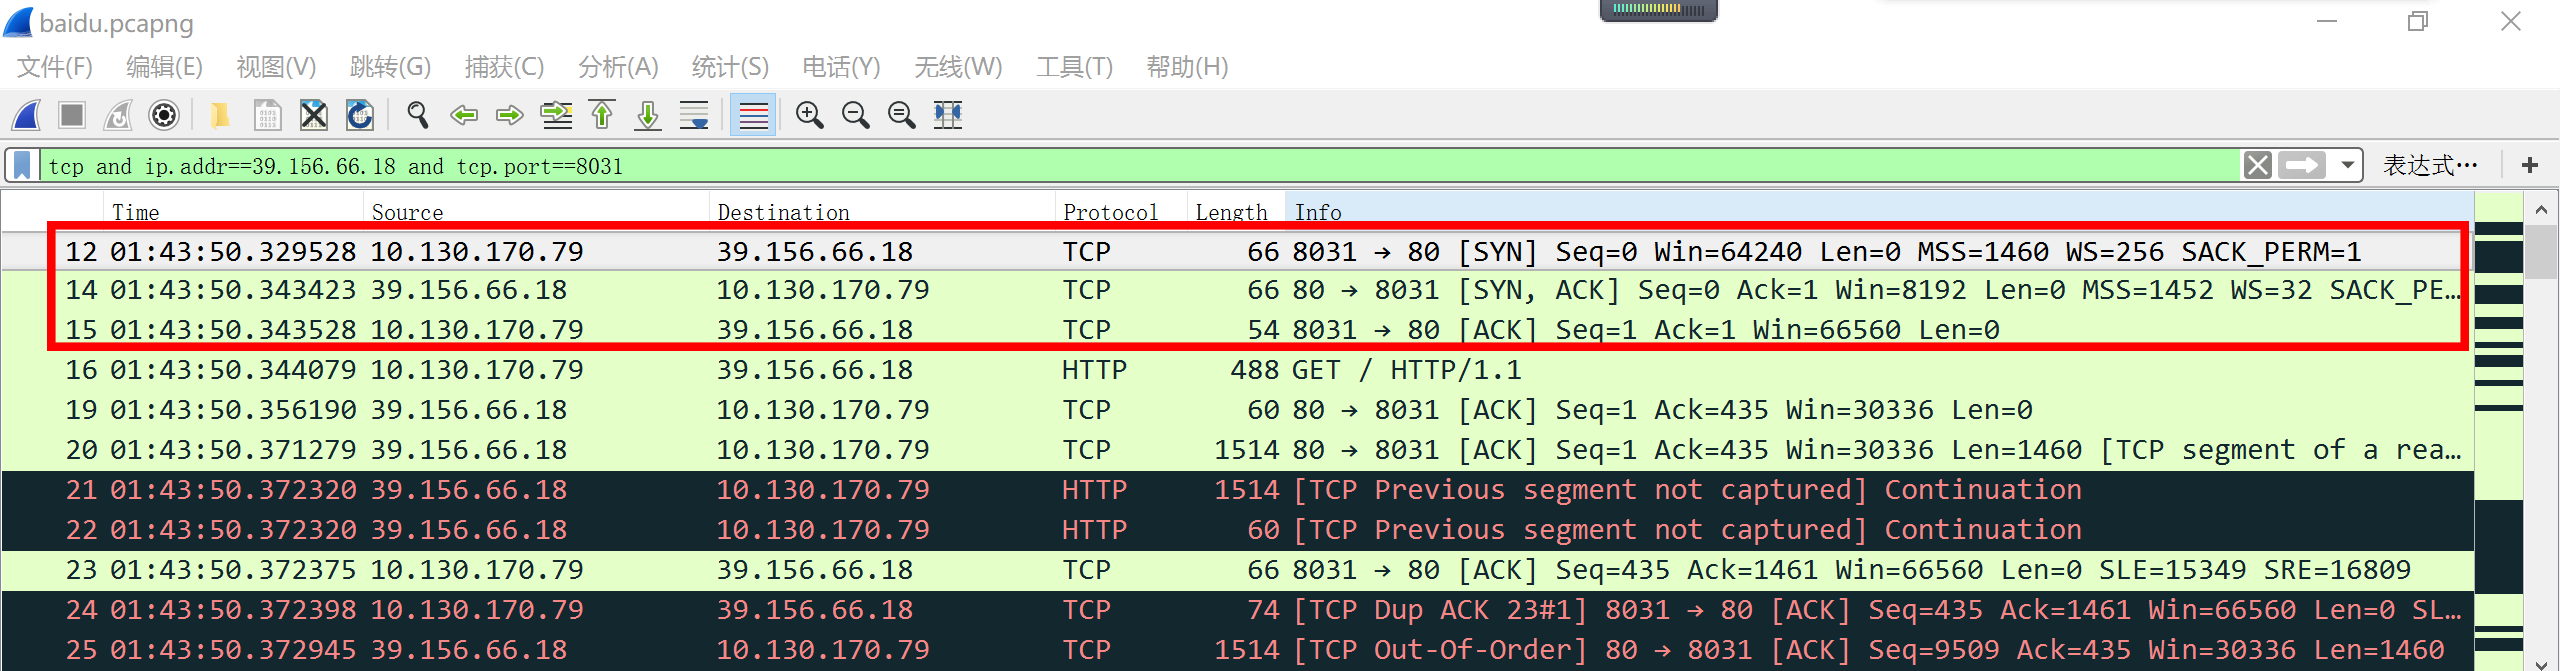 baidu.pcapng
文件(F) 编辑(E) 视图(V) 跳转(G) 捕获(C) 分析(A) 统计(S) 电话(Y) 无线(W) 工具(T) 帮助(H)
tcp and ip.addr==39.156.66.18 and tcp.port==8031 表达式… +
Time Source Destination Protocol Length Info
12 01:43:50.329528 10.130.170.79 39.156.66.18 TCP 66 8031 → 80 [SYN] Seq=0 Win=64240 Len=0 MSS=1460 WS=256 SACK_PERM=1
14 01:43:50.343423 39.156.66.18 10.130.170.79 TCP 66 80 → 8031 [SYN, ACK] Seq=0 Ack=1 Win=8192 Len=0 MSS=1452 WS=32 SACK_PE…
15 01:43:50.343528 10.130.170.79 39.156.66.18 TCP 54 8031 → 80 [ACK] Seq=1 Ack=1 Win=66560 Len=0
16 01:43:50.344079 10.130.170.79 39.156.66.18 HTTP 488 GET / HTTP/1.1
19 01:43:50.356190 39.156.66.18 10.130.170.79 TCP 60 80 → 8031 [ACK] Seq=1 Ack=435 Win=30336 Len=0
20 01:43:50.371279 39.156.66.18 10.130.170.79 TCP 1514 80 → 8031 [ACK] Seq=1 Ack=435 Win=30336 Len=1460 [TCP segment of a rea…
21 01:43:50.372320 39.156.66.18 10.130.170.79 HTTP 1514 [TCP Previous segment not captured] Continuation
22 01:43:50.372320 39.156.66.18 10.130.170.79 HTTP 60 [TCP Previous segment not captured] Continuation
23 01:43:50.372375 10.130.170.79 39.156.66.18 TCP 66 8031 → 80 [ACK] Seq=435 Ack=1461 Win=66560 Len=0 SLE=15349 SRE=16809
24 01:43:50.372398 10.130.170.79 39.156.66.18 TCP 74 [TCP Dup ACK 23#1] 8031 → 80 [ACK] Seq=435 Ack=1461 Win=66560 Len=0 SL…
25 01:43:50.372945 39.156.66.18 10.130.170.79 TCP 1514 [TCP Out-Of-Order] 80 → 8031 [ACK] Seq=9509 Ack=435 Win=30336 Len=1460